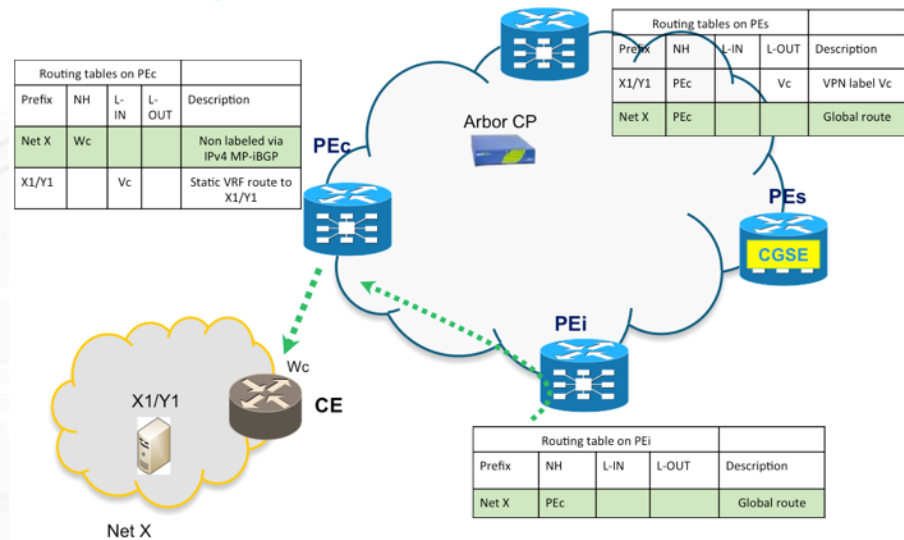 Routing tables on PEs
Prefix NH L-IN L-OUT Description
X1/Y1 PEc Vc VPN label Vc
Net X PEc Global route
Routing tables on PEc
Prefix NH L-IN L-OUT Description
Net X Wc Non labeled via IPv4 MP-iBGP
X1/Y1 Vc Static VRF route to X1/Y1
Arbor CP
PEc
PEs
CGSE
PEi
Wc
X1/Y1
CE
Net X
Routing table on PEi
Prefix NH L-IN L-OUT Description
Net X PEc Global route